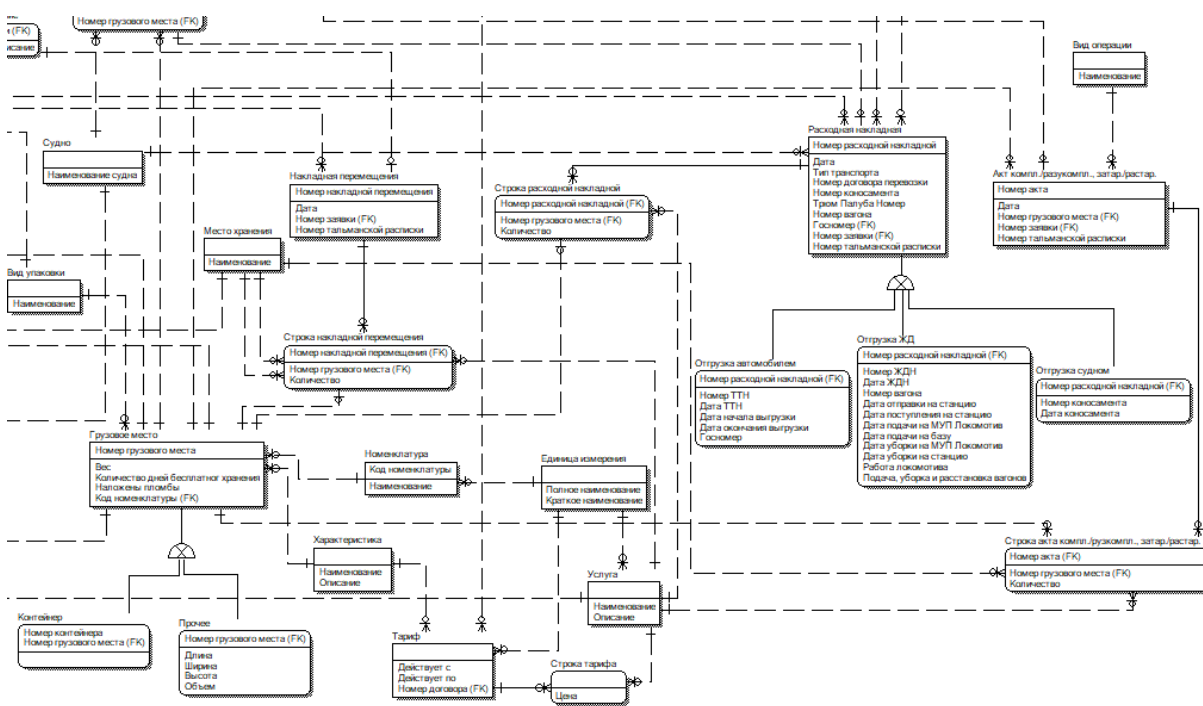 Номер грузового места (FK)
(FK)
исание
Вид операции
Наименование
Судно
Наименование судна
Накладная перемещения
Номер накладной перемещения
Дата
Номер заявки (FK)
Номер тальманской расписки
Строка расходной накладной
Номер расходной накладной (FK)
Номер грузового места (FK)
Количество
Расходная накладная
Номер расходной накладной
Дата
Тип транспорта
Номер договора перевозки
Номер коносамента
Трюм Палуба Номер
Номер вагона
Госномер (FK)
Номер заявки (FK)
Номер тальманской расписки
Акт компл./разукомпл., затар./растар.
Номер акта
Дата
Номер грузового места (FK)
Номер заявки (FK)
Номер тальманской расписки
Место хранения
Наименование
Вид упаковки
Наименование
Строка накладной перемещения
Номер накладной перемещения (FK)
Номер грузового места (FK)
Количество
Отгрузка автомобилем
Номер расходной накладной (FK)
Номер ТТН
Дата ТТН
Дата начала выгрузки
Дата окончания выгрузки
Госномер
Отгрузка ЖД
Номер расходной накладной (FK)
Номер ЖДН
Дата ЖДН
Номер вагона
Дата отправки на станцию
Дата поступления на станцию
Дата подачи на МУП Локомотив
Дата подачи на базу
Дата уборки на МУП Локомотив
Дата уборки на станцию
Работа локомотива
Подача, уборка и расстановка вагонов
Отгрузка судном
Номер расходной накладной (FK)
Номер коносамента
Дата коносамента
Грузовое место
Номер грузового места
Вес
Количество дней бесплатног хранения
Наложены пломбы
Код номенклатуры (FK)
Номенклатура
Код номенклатуры
Наименование
Единица измерения
Полное наименование
Краткое наименование
Характеристика
Наименование
Описание
Услуга
Наименование
Описание
Строка акта компл./рузкомпл., затар./растар.
Номер акта (FK)
Номер грузового места (FK)
Количество
Контейнер
Номер контейнера
Номер грузового места (FK)
Прочее
Номер грузового места (FK)
Длина
Ширина
Высота
Объем
Тариф
Действует с
Действует по
Номер договора (FK)
Строка тарифа
Цена